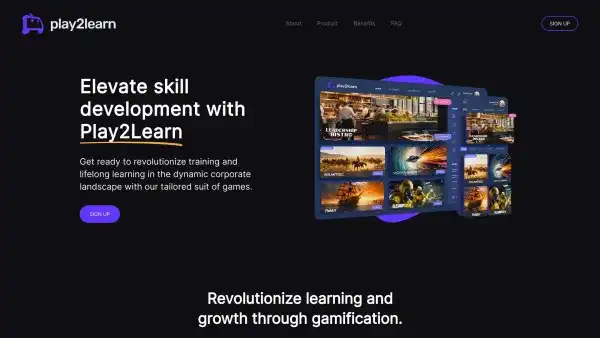 play2learn
About
Product
Benefits
FAQ
SIGN UP
Elevate skill
development with
Play2Learn
Get ready to revolutionize training and
lifelong learning in the dynamic corporate
landscape with our tailored suit of games.
SIGN UP
play2learn
LEADERSHIP
BISTRO
Revolutionize learning and
growth through gamification.